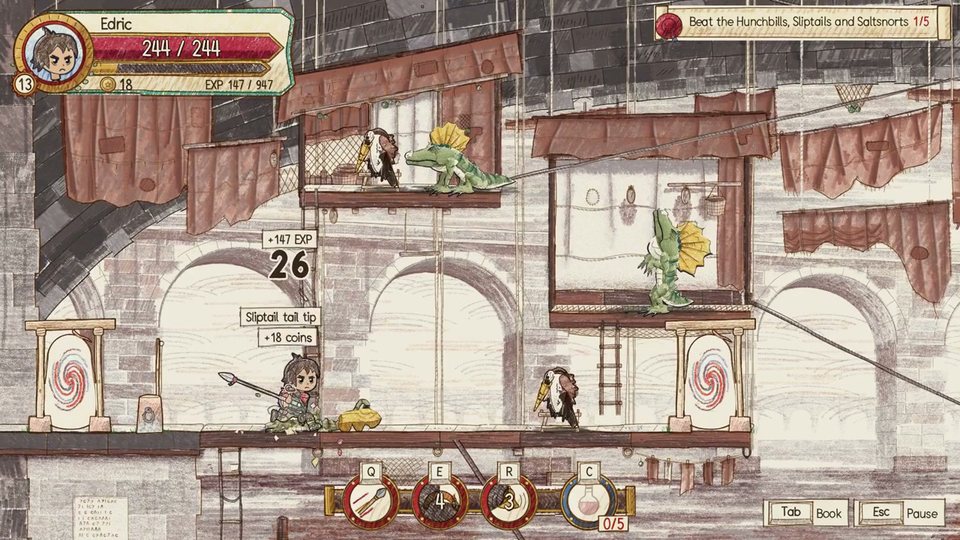 Edric
244 / 244
13
18
EXP 147 / 947
Beat the Hunchbills, Sliptails and Saltsnorts 1/5
+147 EXP
26
Sliptail tail tip
+18 coins
Q
E
R
C
4
3
0/5
Tab Book
Esc Pause